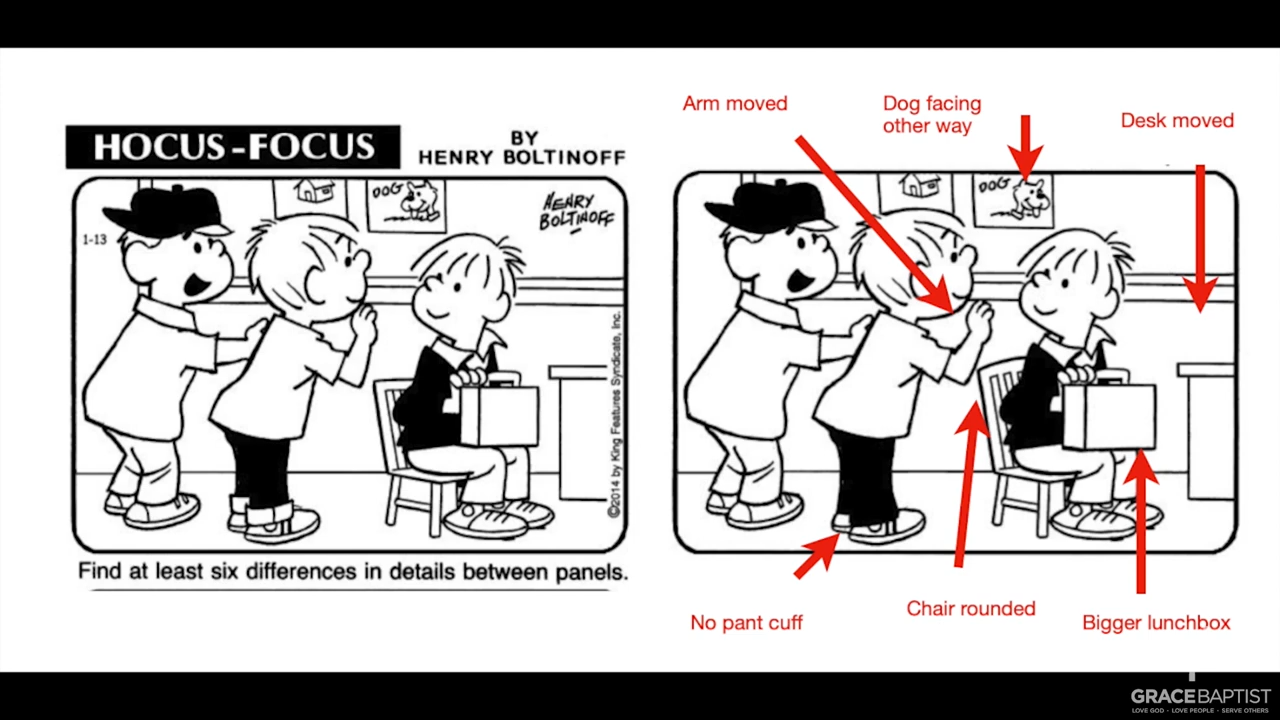 HOCUS-FOCUS
BY
HENRY BOLTINOFF
1-13
DOG
HENRY
BOLTINOFF
©2014 by King Features Syndicate, Inc.
Find at least six differences in details between panels.
Arm moved
Dog facing
other way
Desk moved
DOG
No pant cuff
Chair rounded
Bigger lunchbox
GRACEBAPTIST
LOVE GOD · LOVE PEOPLE · SERVE OTHERS